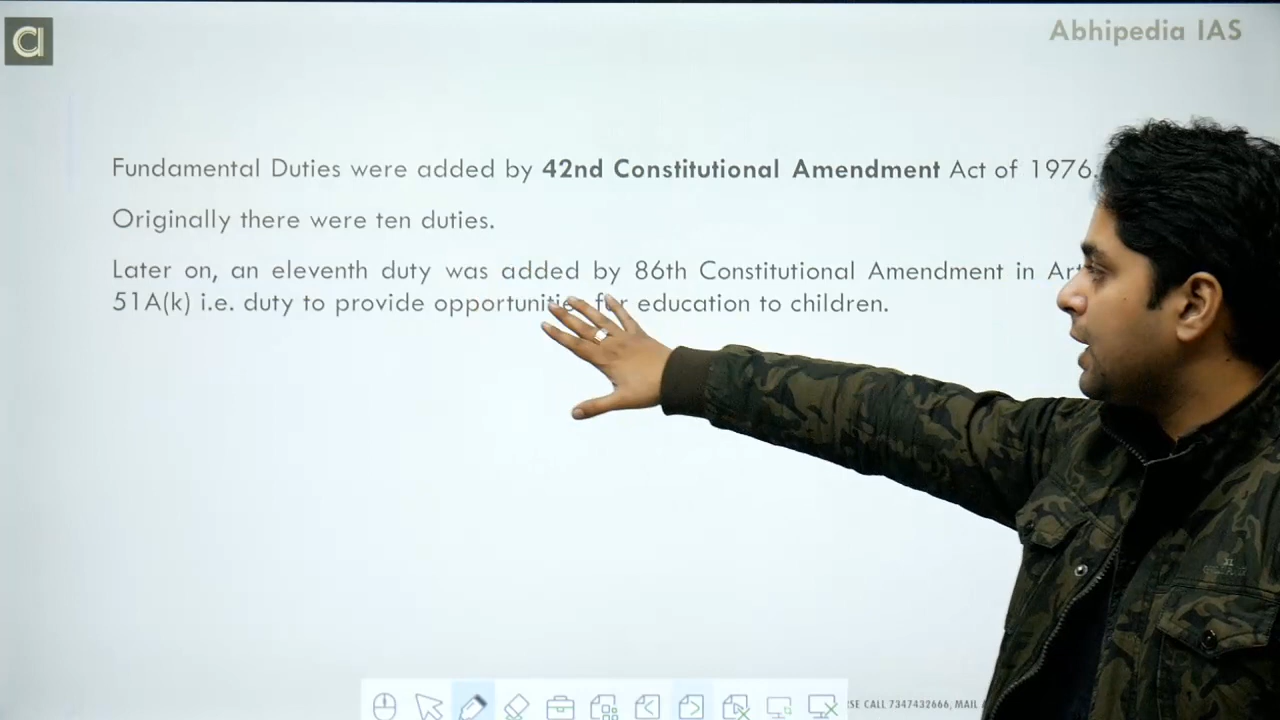 Abhipedia IAS
Fundamental Duties were added by 42nd Constitutional Amendment Act of 1976.
Originally there were ten duties.
Later on, an eleventh duty was added by 86th Constitutional Amendment in
51A(k) i.e. duty to provide opportunities for education to children.
CALL 7347432666, MAIL